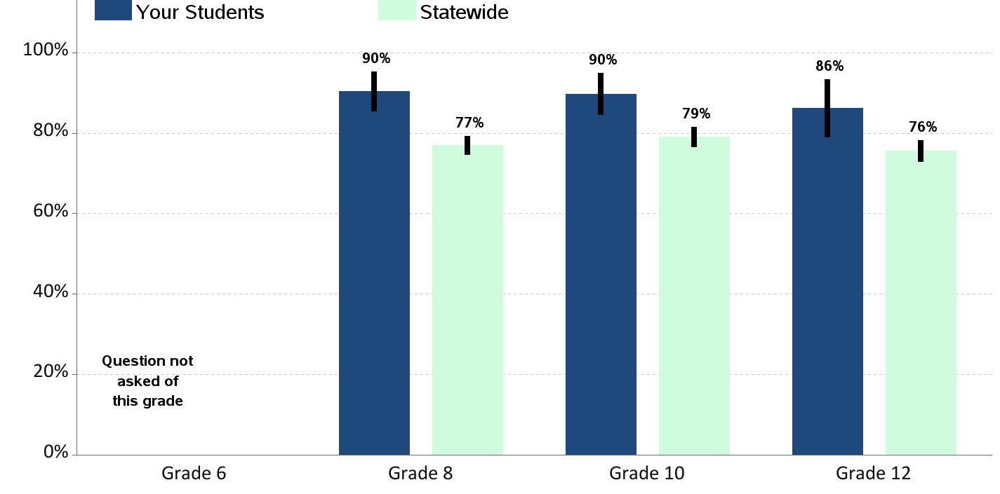 Your Students
Statewide
100%
80%
60%
40%
20%
0%
90%
77%
90%
79%
86%
76%
Question not
asked of
this grade
Grade 6
Grade 8
Grade 10
Grade 12